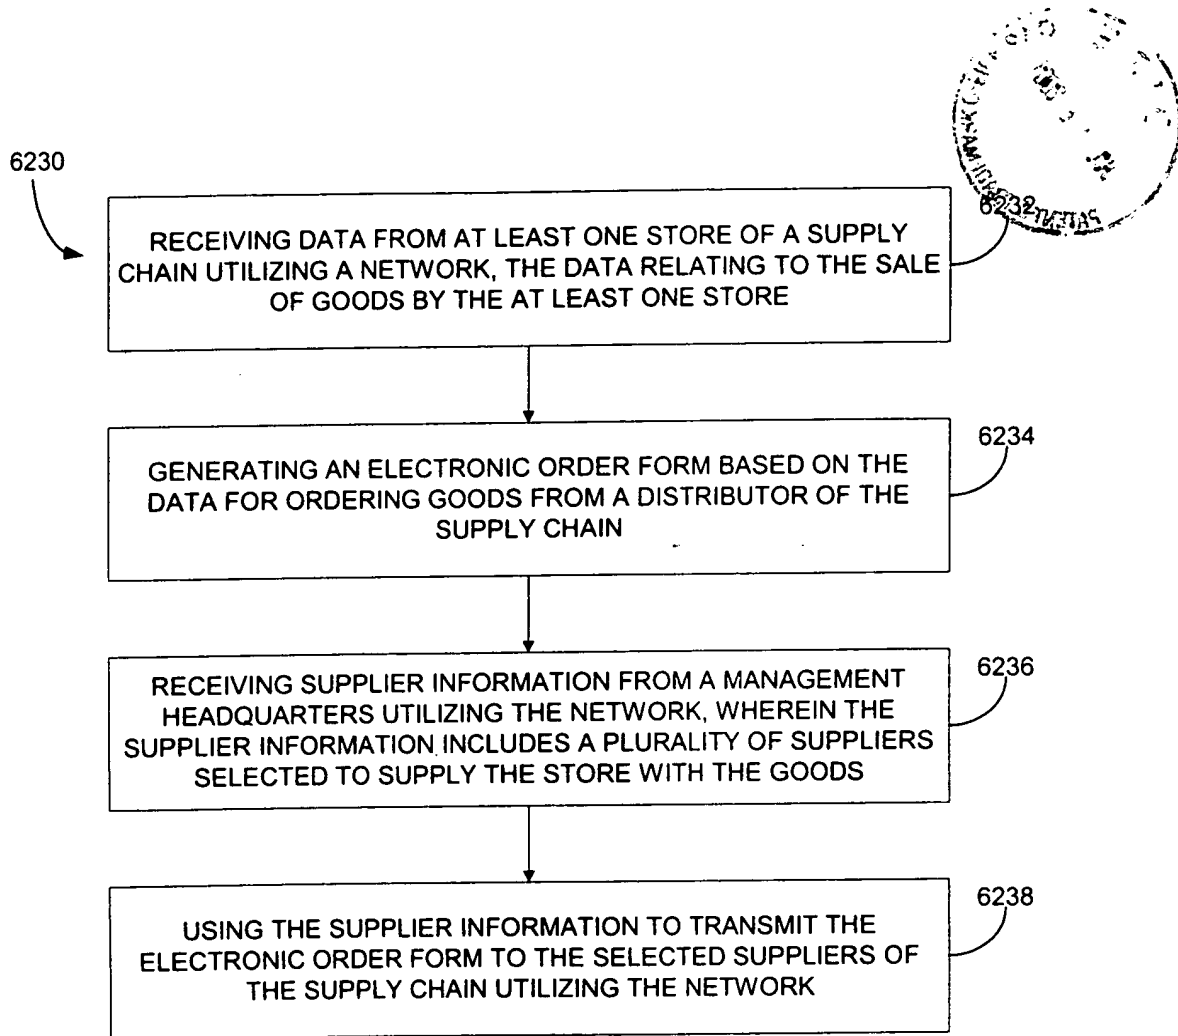 6230
6232
RECEIVING DATA FROM AT LEAST ONE STORE OF A SUPPLY
CHAIN UTILIZING A NETWORK, THE DATA RELATING TO THE SALE
OF GOODS BY THE AT LEAST ONE STORE
6234
GENERATING AN ELECTRONIC ORDER FORM BASED ON THE
DATA FOR ORDERING GOODS FROM A DISTRIBUTOR OF THE
SUPPLY CHAIN
6236
RECEIVING SUPPLIER INFORMATION FROM A MANAGEMENT
HEADQUARTERS UTILIZING THE NETWORK, WHEREIN THE
SUPPLIER INFORMATION INCLUDES A PLURALITY OF SUPPLIERS
SELECTED TO SUPPLY THE STORE WITH THE GOODS
6238
USING THE SUPPLIER INFORMATION TO TRANSMIT THE
ELECTRONIC ORDER FORM TO THE SELECTED SUPPLIERS OF
THE SUPPLY CHAIN UTILIZING THE NETWORK